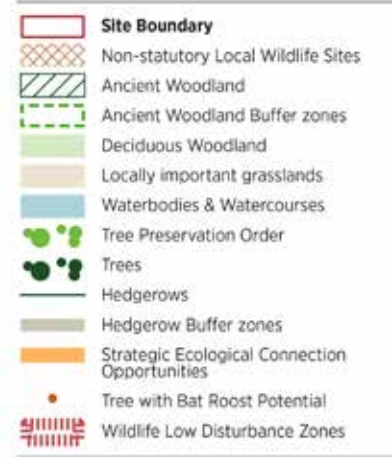 Site Boundary
Non-statutory Local Wildlife Sites
Ancient Woodland
Ancient Woodland Buffer zones
Deciduous Woodland
Locally important grasslands
Waterbodies & Watercourses
Tree Preservation Order
Trees
Hedgerows
Hedgerow Buffer zones
Strategic Ecological Connection
Opportunities
Tree with Bat Roost Potential
Wildlife Low Disturbance Zones